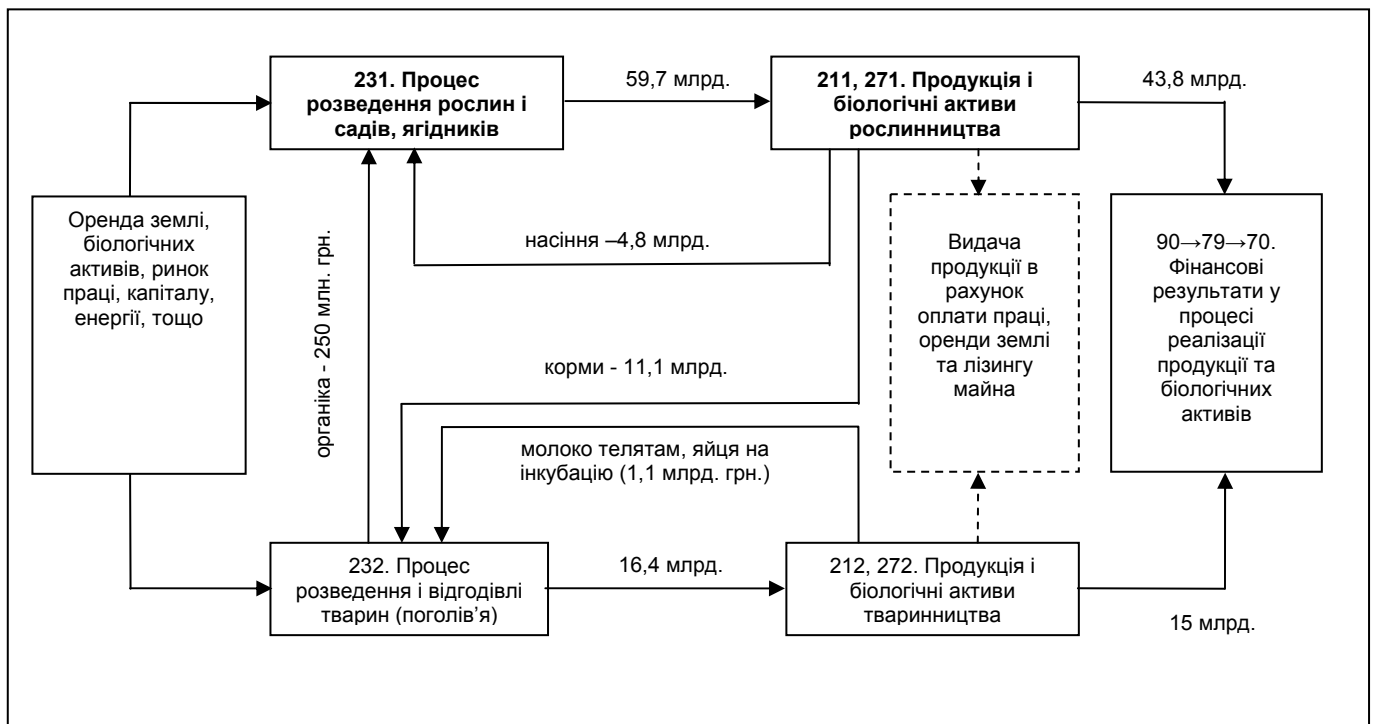 231. Процес
розведення рослин і
садів, ягідників
59,7 млрд.
211, 271. Продукція і
біологічні активи
рослинництва
43,8 млрд.
Оренда землі,
біологічних
активів, ринок
праці, капіталу,
енергії, тощо
органіка - 250 млн. грн.
насіння –4,8 млрд.
Видача
продукції в
рахунок
оплати праці,
оренди землі
та лізингу
майна
90→79→70.
Фінансові
результати у
процесі
реалізації
продукції та
біологічних
активів
корми - 11,1 млрд.
молоко телятам, яйця на
інкубацію (1,1 млрд. грн.)
232. Процес
розведення і відгодівлі
тварин (поголів’я)
16,4 млрд.
212, 272. Продукція і
біологічні активи
тваринництва
15 млрд.